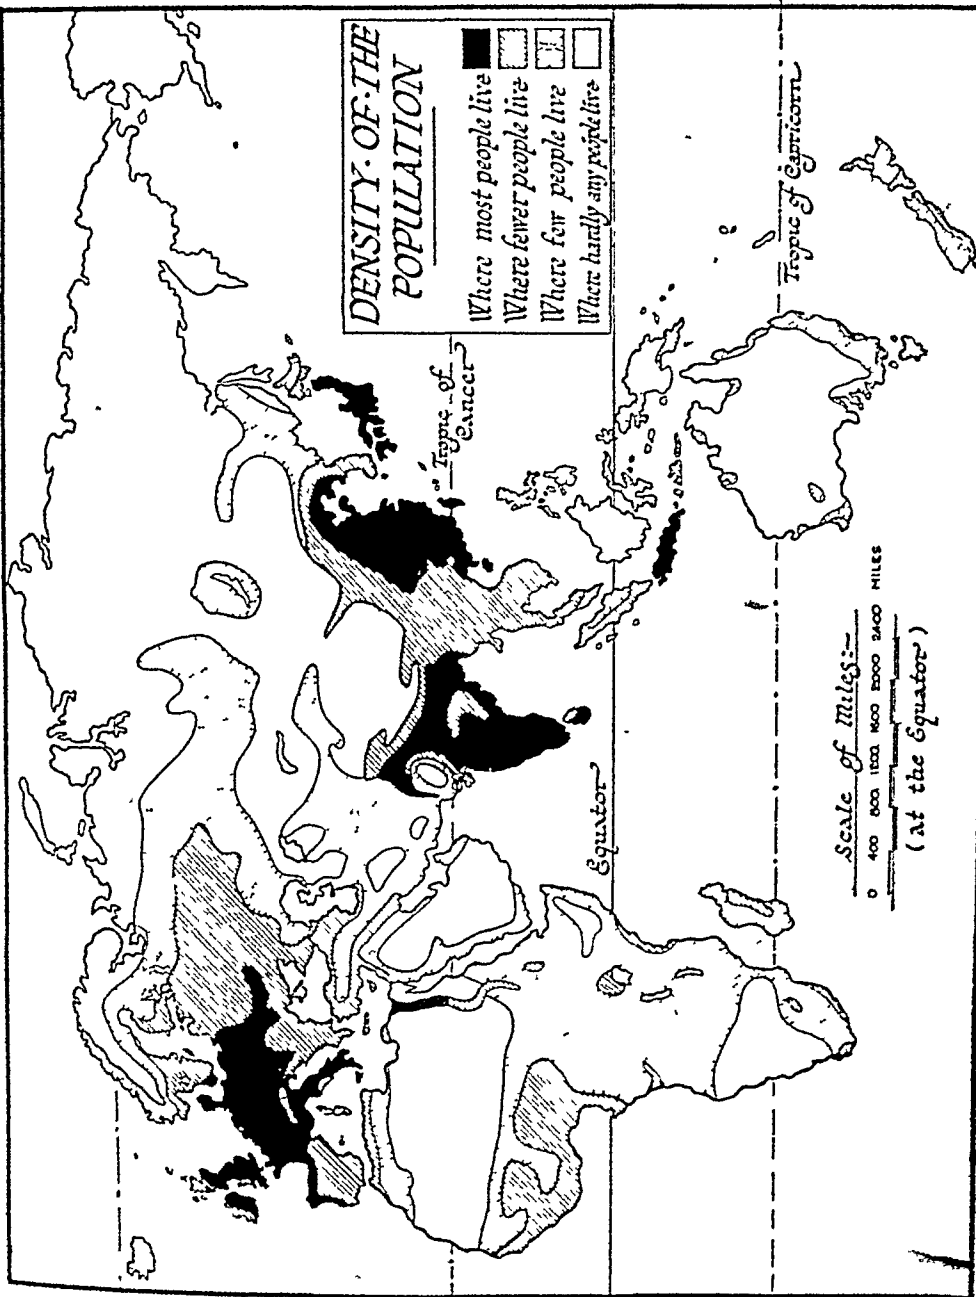 DENSITY·OF·THE
POPULATION
Where most people live
Where fewer people live
Where few people live
Where hardly any people live
Tropic of
Cancer
Equator
Tropic of Capricorn
Scale of Miles:-
0 400 800 1200 1600 2000 2400 MILES
(at the Equator)